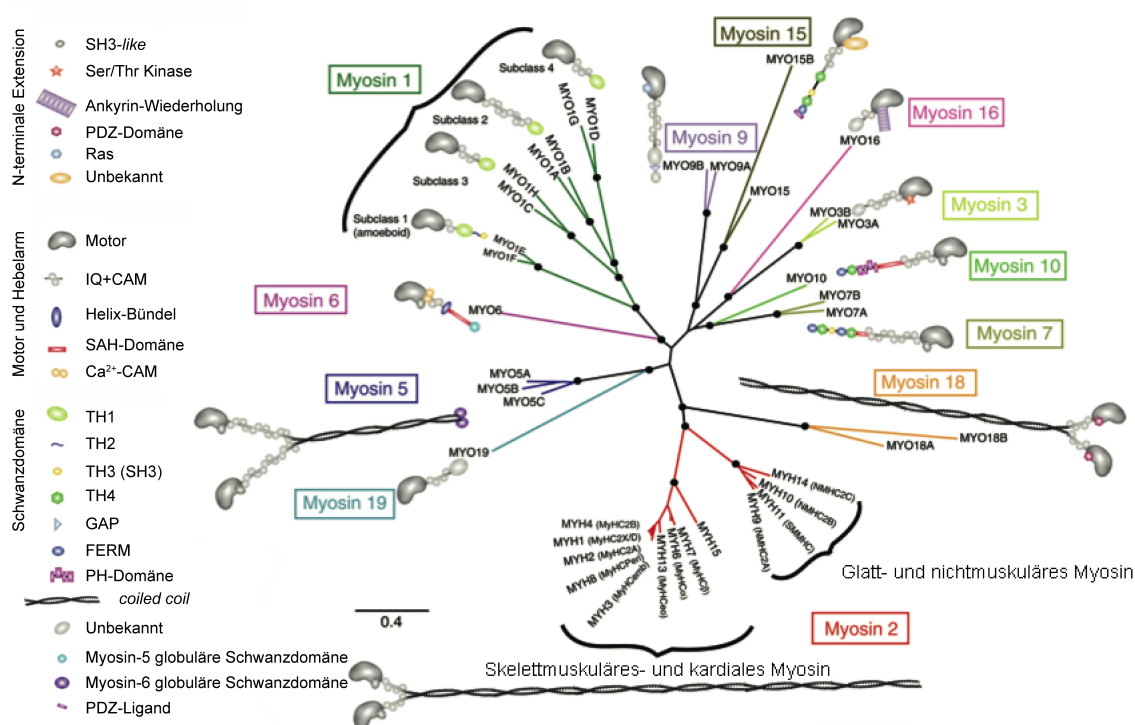 N-terminale Extension
SH3-like
Ser/Thr Kinase
Ankyrin-Wiederholung
PDZ-Domäne
Ras
Unbekannt
Motor und Hebelarm
Motor
IQ+CAM
Helix-Bündel
SAH-Domäne
Ca²⁺-CAM
Schwanzdomäne
TH1
TH2
TH3 (SH3)
TH4
GAP
FERM
PH-Domäne
coiled coil
Unbekannt
Myosin-5 globuläre Schwanzdomäne
Myosin-6 globuläre Schwanzdomäne
PDZ-Ligand
Myosin 1
Subclass 4
Subclass 2
Subclass 3
Subclass 1
(amoeboid)
MYO1G
MYO1D
MYO1B
MYO1A
MYO1H
MYO1C
MYO1E
MYO1F
Myosin 9
MYO9B
MYO9A
Myosin 15
MYO15B
MYO15
Myosin 16
MYO16
Myosin 3
MYO3B
MYO3A
Myosin 10
MYO10
MYO7B
MYO7A
Myosin 7
Myosin 6
MYO6
Myosin 5
MYO5A
MYO5B
MYO5C
MYO19
Myosin 19
Myosin 18
MYO18B
MYO18A
MYH14 (NMHC2C)
MYH10 (NMHC2B)
MYH11 (SMMHC)
MYH9 (NMHC2A)
Glatt- und nichtmuskuläres Myosin
MYH4 (MyHC2B)
MYH1 (MyHC2X/D)
MYH2 (MyHC2A)
MYH8 (MyHCPeri)
MYH3 (MyHCemb)
MYH13 (MyHCeo)
MYH6 (MyHCα)
MYH7 (MyHCβ)
MYH15
0.4
Myosin 2
Skelettmuskuläres- und kardiales Myosin